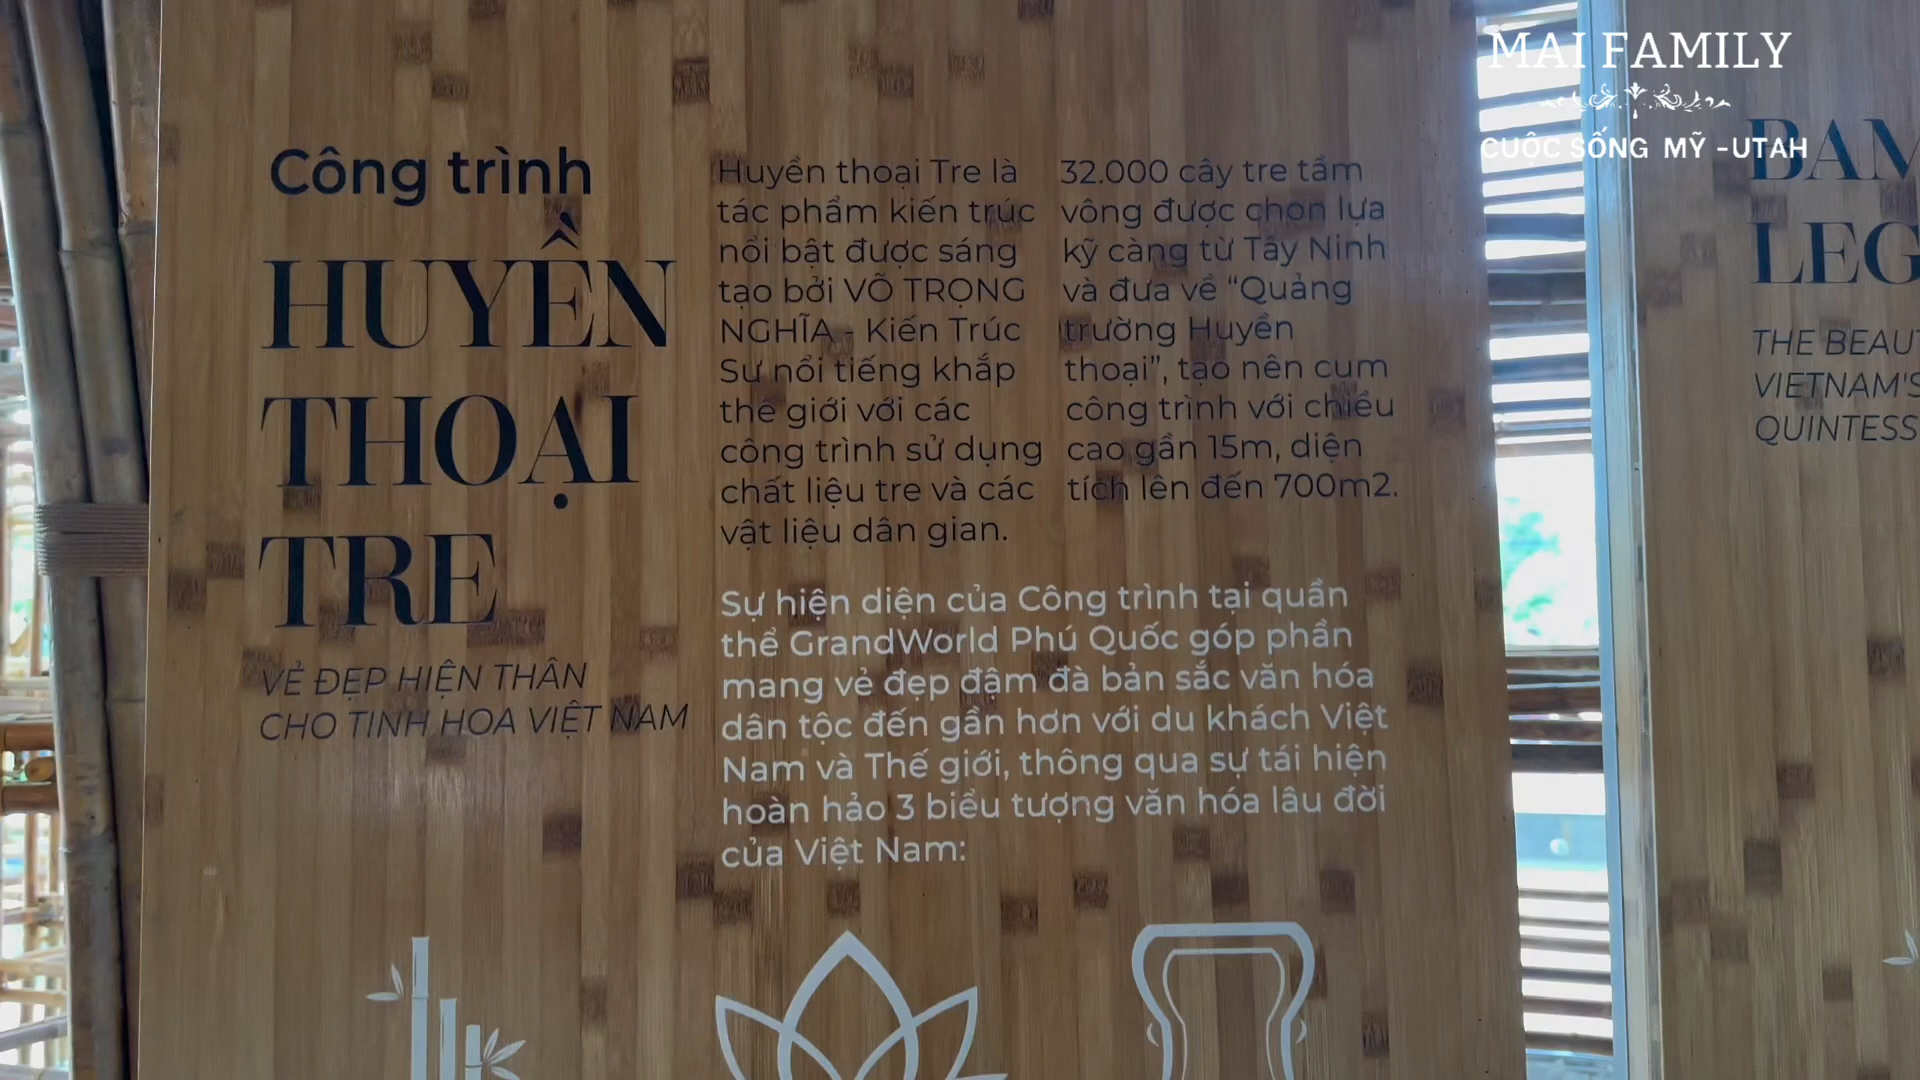 MAI FAMILY
CUỘC SỐNG MỸ -UTAH
Công trình
HUYỀN
THOẠI
TRE
VẺ ĐẸP HIỆN THÂN
CHO TINH HOA VIỆT NAM
Huyền thoại Tre là
tác phẩm kiến trúc
nổi bật được sáng
tạo bởi VÕ TRỌNG
NGHĨA - Kiến Trúc
Sư nổi tiếng khắp
thế giới với các
công trình sử dụng
chất liệu tre và các
vật liệu dân gian.
32.000 cây tre tầm
vông được chọn lựa
kỹ càng từ Tây Ninh
và đưa về “Quảng
trường Huyền
thoại”, tạo nên cụm
công trình với chiều
cao gần 15m, diện
tích lên đến 700m2.
Sự hiện diện của Công trình tại quần
thể GrandWorld Phú Quốc góp phần
mang vẻ đẹp đậm đà bản sắc văn hóa
dân tộc đến gần hơn với du khách Việt
Nam và Thế giới, thông qua sự tái hiện
hoàn hảo 3 biểu tượng văn hóa lâu đời
của Việt Nam:
BAM
LEG
THE BEAU
VIETNAM'S
QUINTESS